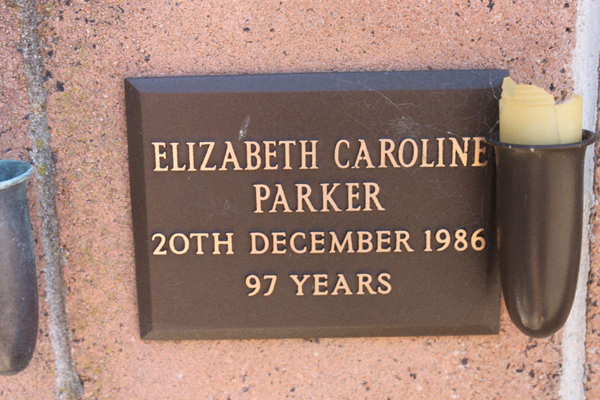 ELIZABETH CAROLINE
PARKER
20TH DECEMBER 1986
97 YEARS